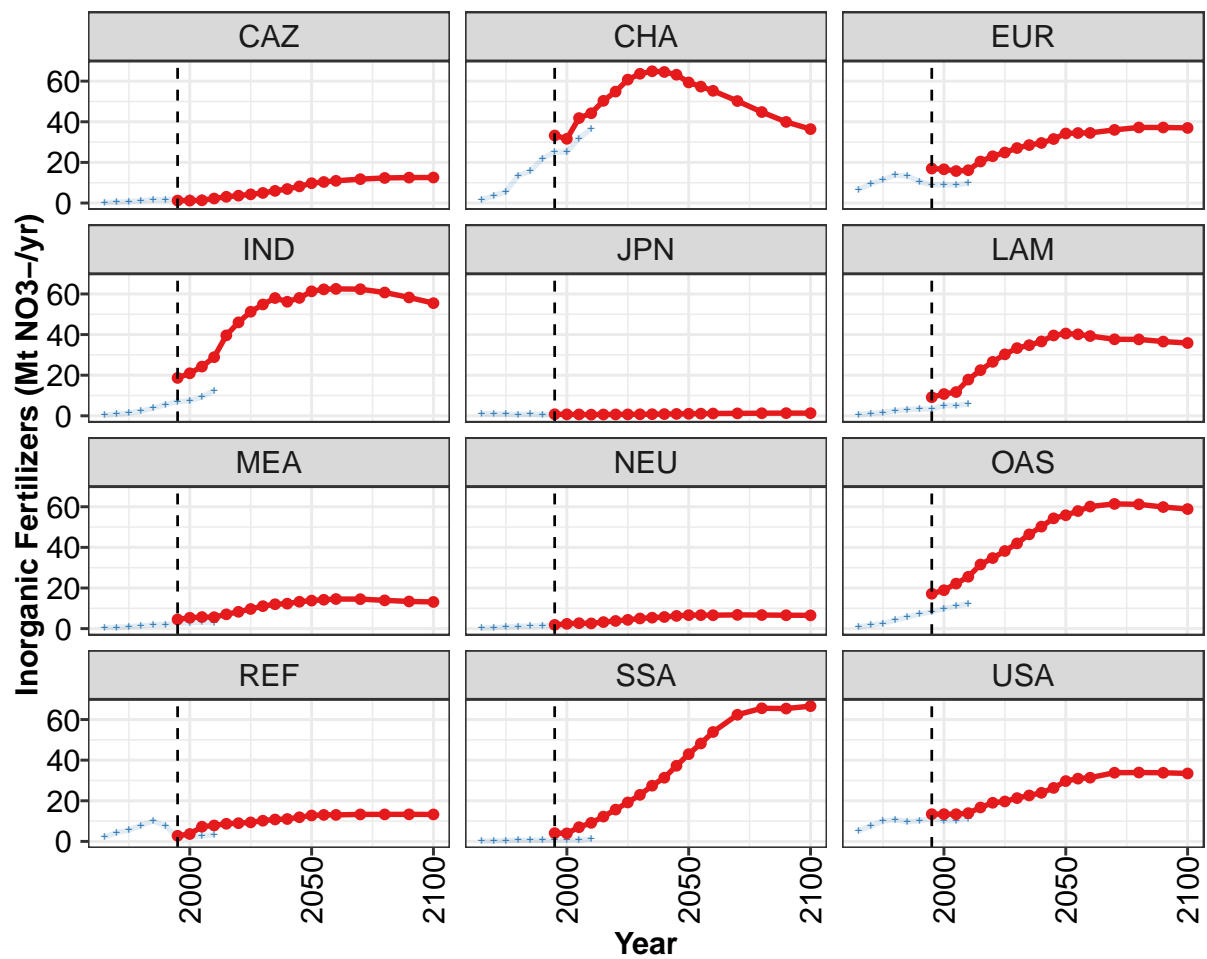 CAZ CHA EUR
60
40
20
0
IND JPN LAM
60
40
20
0
MEA NEU OAS
60
40
20
0
REF SSA USA
60
40
20
0
2000 2050 2100 2000 2050 2100 2000 2050 2100
Year
Inorganic Fertilizers (Mt NO3−/yr)